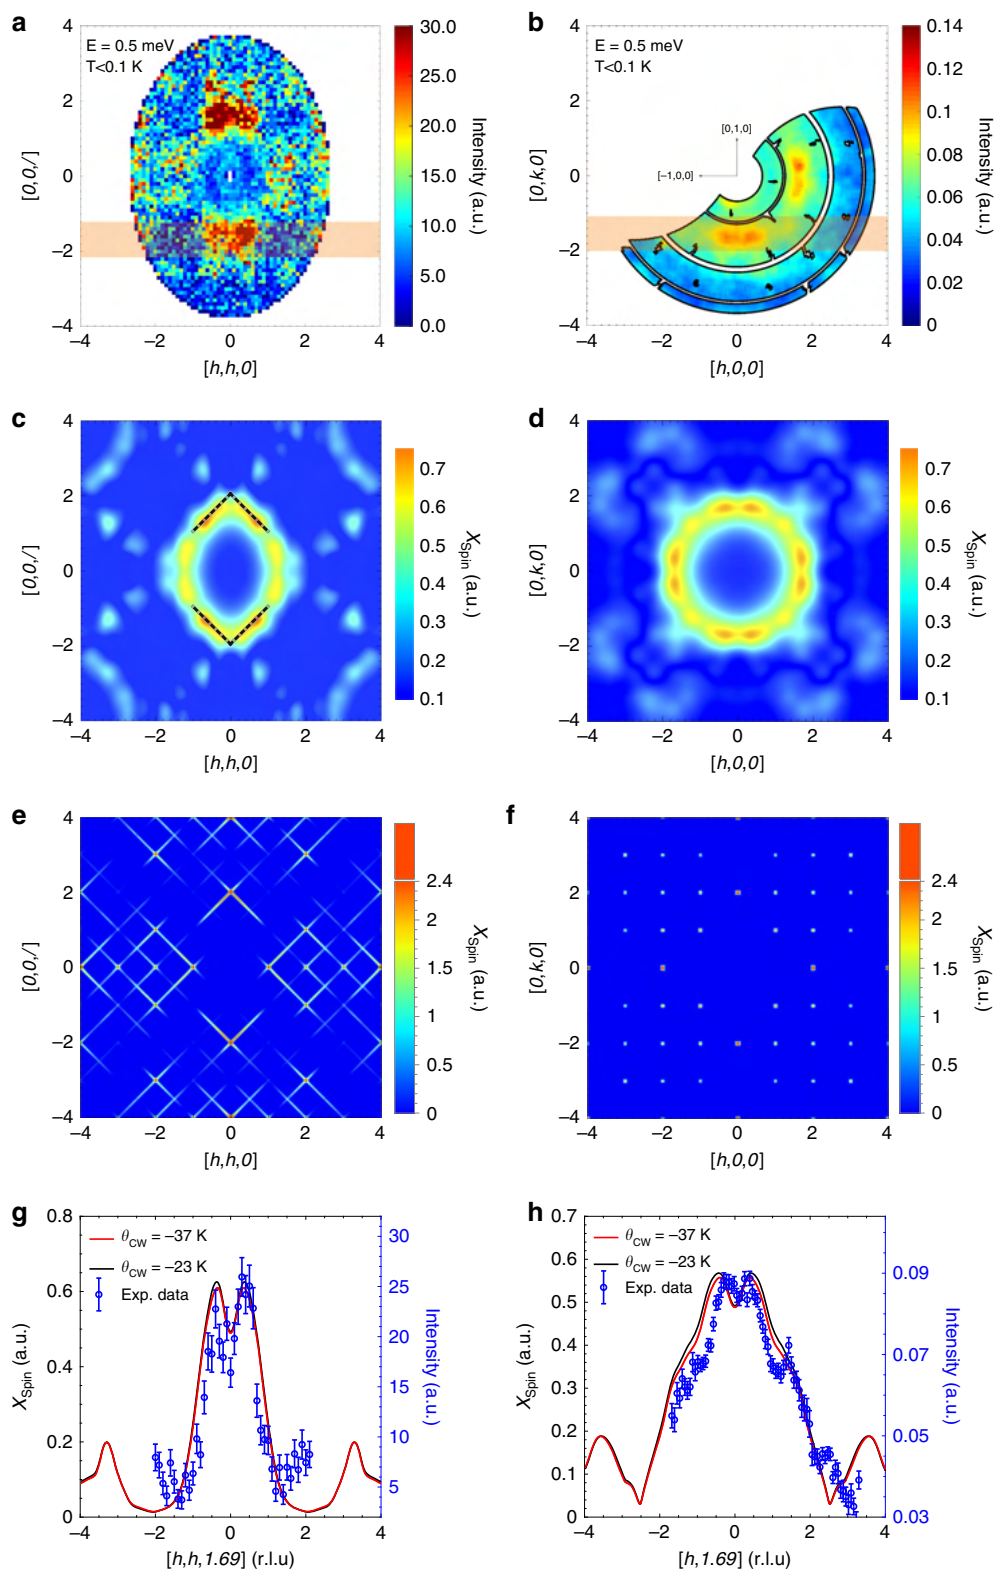 a
E = 0.5 meV
T<0.1 K
4
2
0
−2
−4
[0,0,l]
−4 −2 0 2 4
[h,h,0]
30.0
25.0
20.0
15.0
10.0
5.0
0.0
Intensity (a.u.)
b
E = 0.5 meV
T<0.1 K
[0,1,0]
[−1,0,0]
4
2
0
−2
−4
[0,k,0]
−4 −2 0 2 4
[h,0,0]
0.14
0.12
0.10
0.08
0.06
0.04
0.02
0
Intensity (a.u.)
c
4
2
0
−2
−4
[0,0,l]
−4 −2 0 2 4
[h,h,0]
0.7
0.6
0.5
0.4
0.3
0.2
0.1
XSpin (a.u.)
d
4
2
0
−2
−4
[0,k,0]
−4 −2 0 2 4
[h,0,0]
0.7
0.6
0.5
0.4
0.3
0.2
0.1
XSpin (a.u.)
e
4
2
0
−2
−4
[0,0,l]
−4 −2 0 2 4
[h,h,0]
2.4
2
1.5
1
0.5
0
XSpin (a.u.)
f
4
2
0
−2
−4
[0,k,0]
−4 −2 0 2 4
[h,0,0]
2.4
2
1.5
1
0.5
0
XSpin (a.u.)
g
θCW = −37 K
θCW = −23 K
Exp. data
0.8
0.6
0.4
0.2
0
XSpin (a.u.)
30
25
20
15
10
5
Intensity (a.u.)
−4 −2 0 2 4
[h,h,1.69] (r.l.u)
h
θCW = −37 K
θCW = −23 K
Exp. data
0.7
0.6
0.5
0.4
0.3
0.2
0.1
0
XSpin (a.u.)
0.09
0.07
0.05
0.03
Intensity (a.u.)
−4 −2 0 2 4
[h,1.69] (r.l.u)